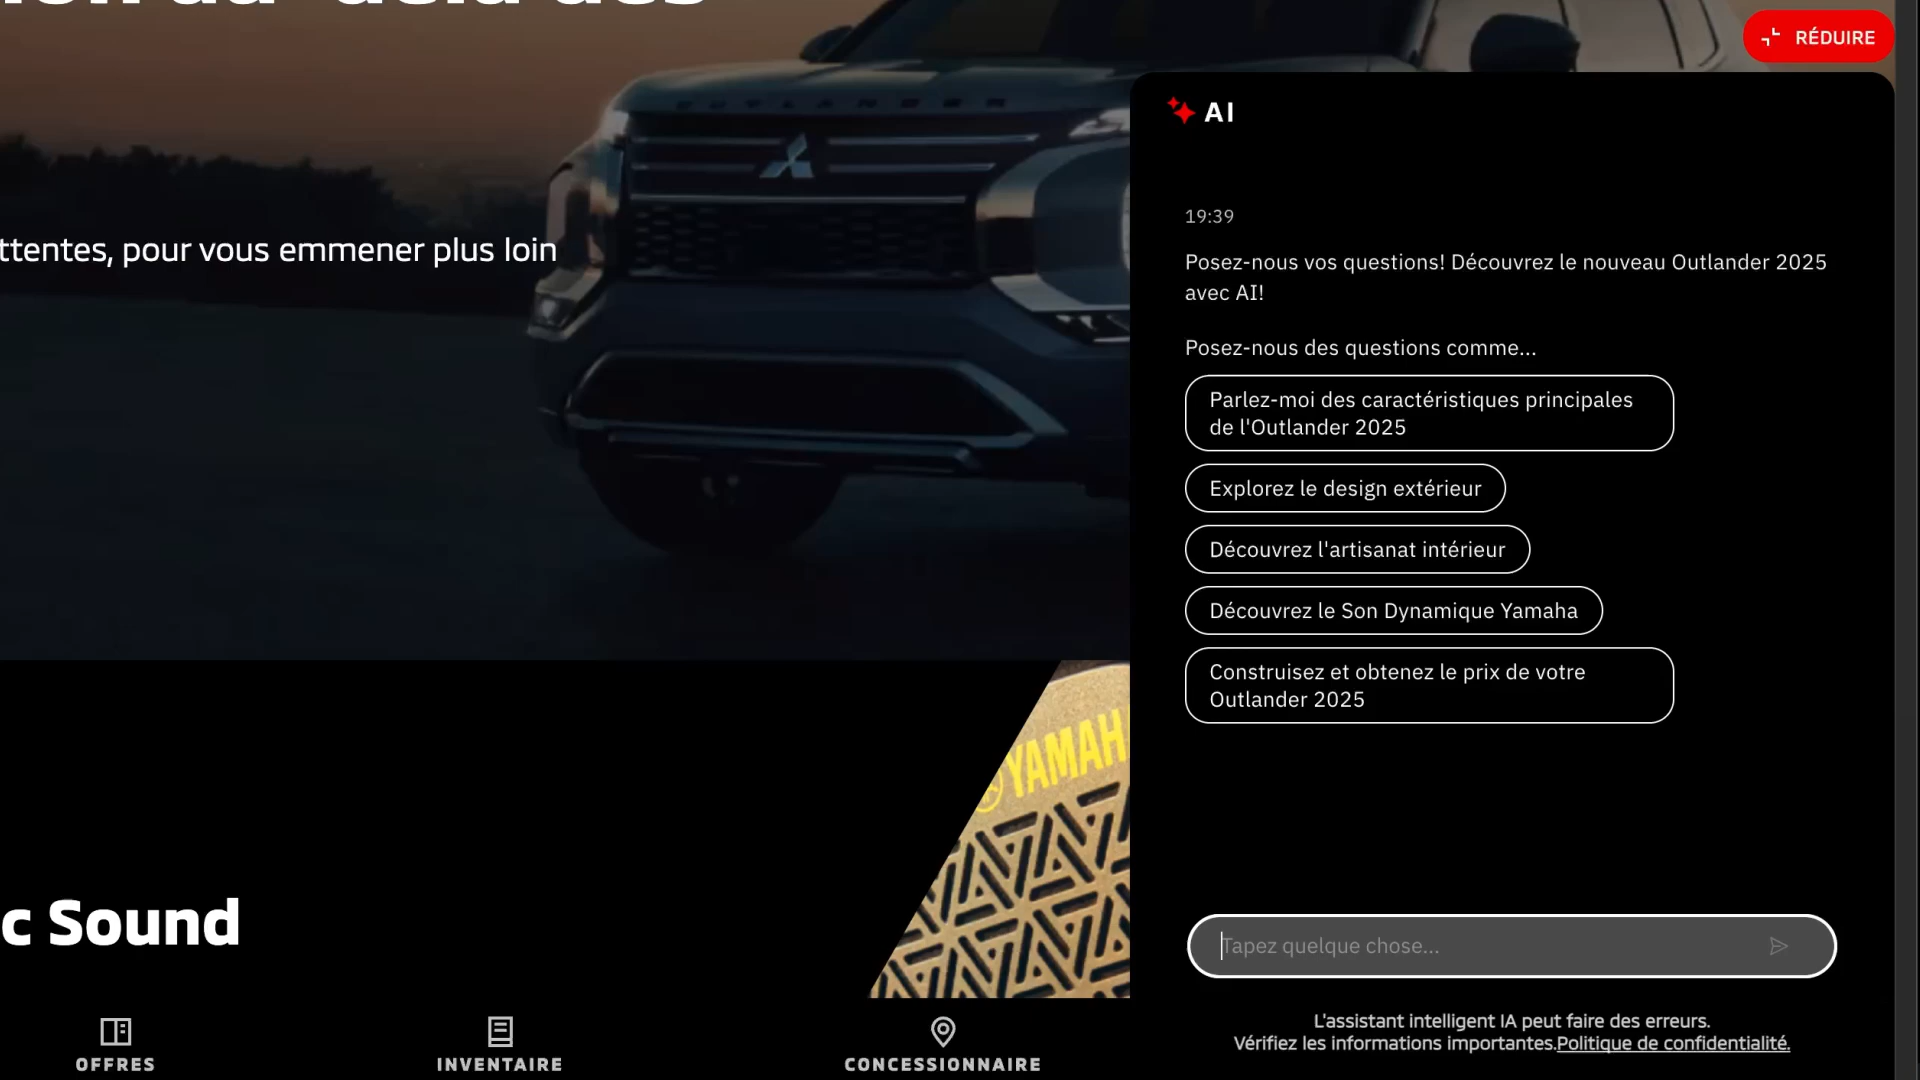 ttentes, pour vous emmener plus loin
OUTLANDER
YAMAH
c Sound
OFFRES
INVENTAIRE
CONCESSIONNAIRE
RÉDUIRE
AI
19:39
Posez-nous vos questions! Découvrez le nouveau Outlander 2025
avec AI!
Posez-nous des questions comme...
Parlez-moi des caractéristiques principales
de l'Outlander 2025
Explorez le design extérieur
Découvrez l'artisanat intérieur
Découvrez le Son Dynamique Yamaha
Construisez et obtenez le prix de votre
Outlander 2025
Tapez quelque chose...
L'assistant intelligent IA peut faire des erreurs.
Vérifiez les informations importantes.Politique de confidentialité.